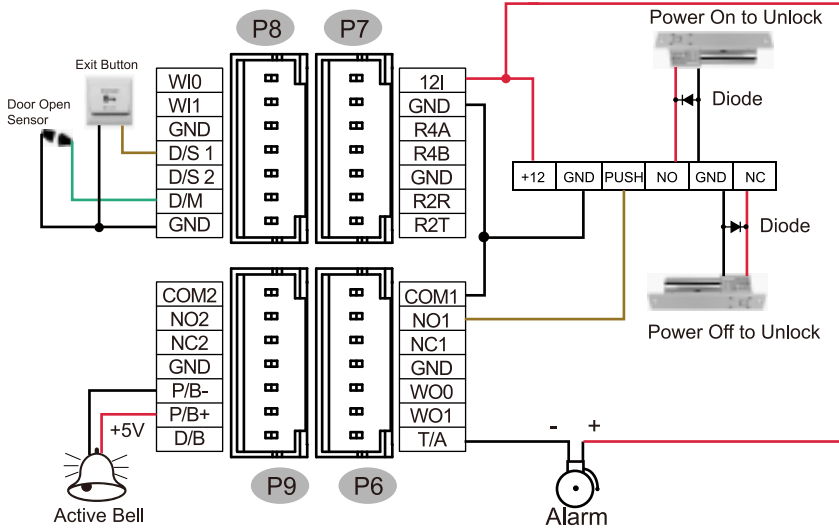 P8
P7
Power On to Unlock
Exit Button
Door Open
Sensor
WI0
WI1
GND
D/S 1
D/S 2
D/M
GND
12I
GND
R4A
R4B
GND
R2R
R2T
Diode
+12
GND
PUSH
NO
GND
NC
Diode
Power Off to Unlock
COM2
NO2
NC2
GND
P/B-
P/B+
D/B
COM1
NO1
NC1
GND
WO0
WO1
T/A
+5V
- +
P9
P6
Active Bell
Alarm